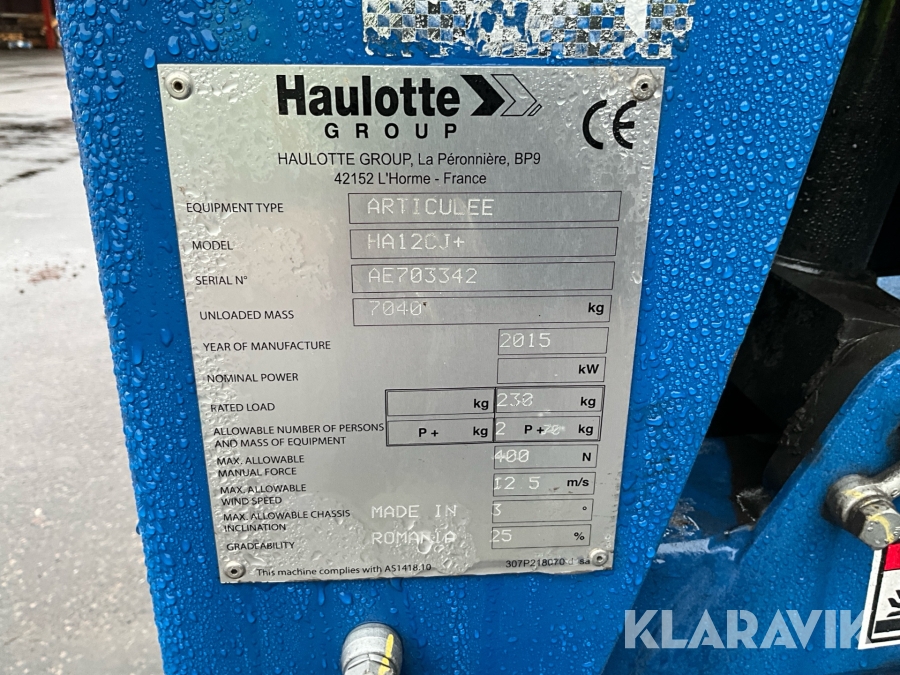 Haulotte
GROUP
CE
HAULOTTE GROUP, La Péronnière, BP9
42152 L'Horme - France
EQUIPMENT TYPE ARTICULEE
MODEL HA12CJ+
SERIAL N° AE703342
UNLOADED MASS 7040 kg
YEAR OF MANUFACTURE 2015
NOMINAL POWER kW
RATED LOAD kg 230 kg
ALLOWABLE NUMBER OF PERSONS
AND MASS OF EQUIPMENT P + kg 2 P + 70 kg
MAX. ALLOWABLE
MANUAL FORCE 400 N
MAX. ALLOWABLE
WIND SPEED 12.5 m/s
MAX. ALLOWABLE CHASSIS
INCLINATION MADE IN 3 °
GRADEABILITY ROMANIA 25 %
This machine complies with AS1418.10
KLARAVIK